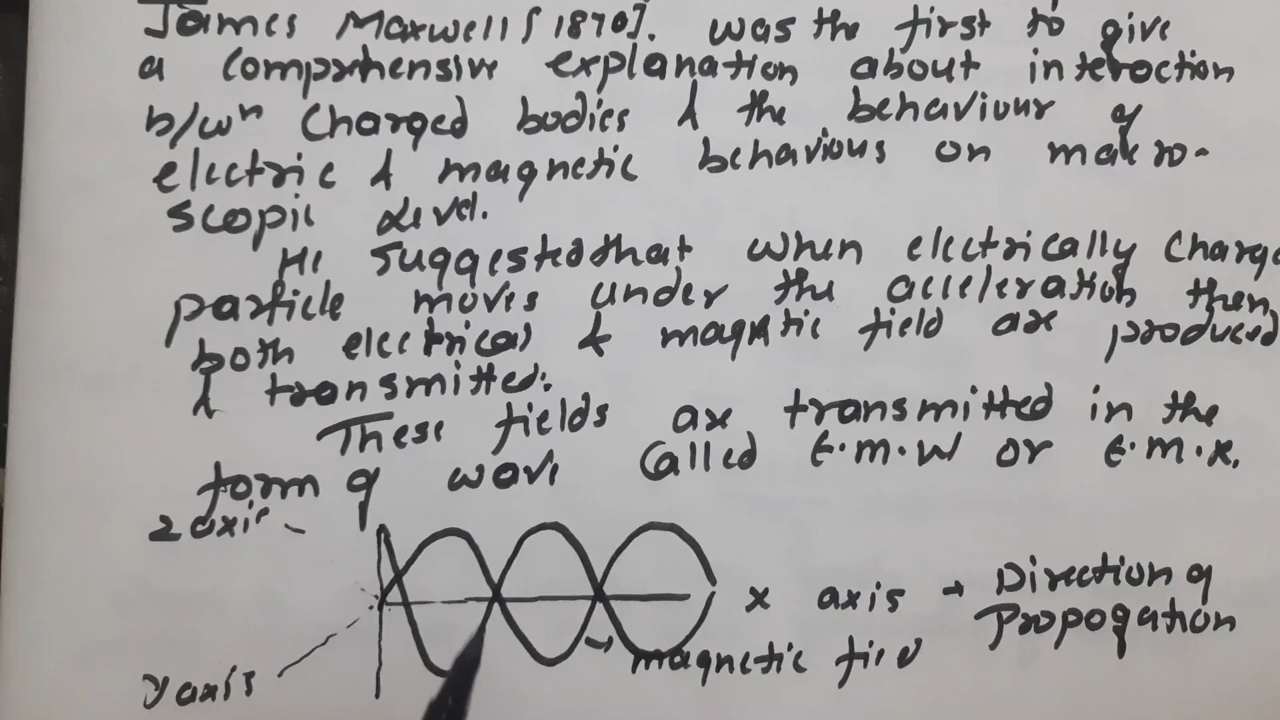 James Maxwell [1870]. was the first to give
a comprehensive explanation about interaction
b/wn Charged bodies & the behaviour of
electric & magnetic behaviour on makro-
scopic level.
He suggested that when electrically Charge
particle moves under the acceleration then
both electrical & magnetic field are produced
& transmitted.
These fields are transmitted in the
form of wave called E.M.W or E.M.R.
z axis
x axis → Direction of
Propogation
magnetic field
y axis